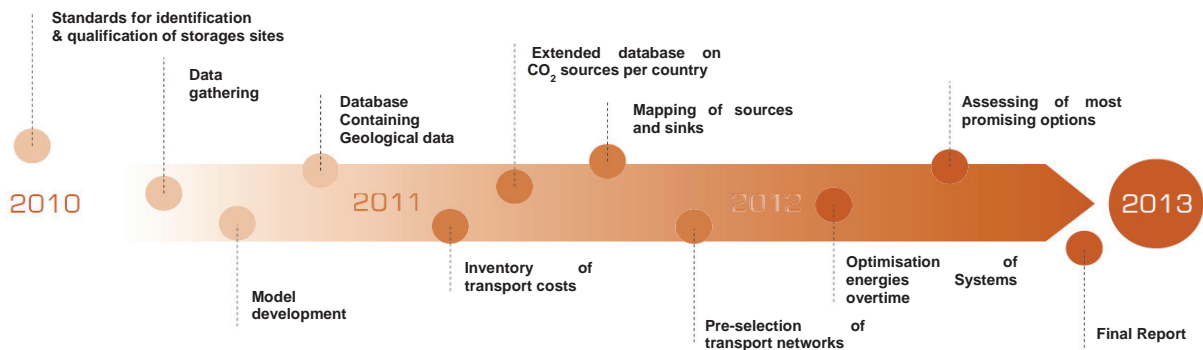 Standards for identification
& qualification of storages sites
Data
gathering
Database
Containing
Geological data
Extended database on
CO2 sources per country
Mapping of sources
and sinks
Assessing of most
promising options
2010
2011
2012
2013
Model
development
Inventory of
transport costs
Pre-selection of
transport networks
Optimisation of
energies Systems
overtime
Final Report